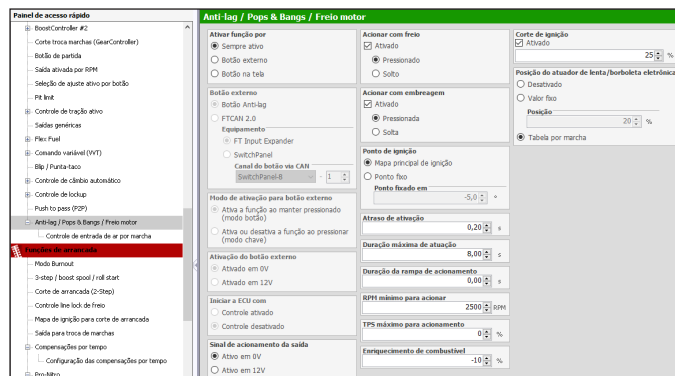 Painel de acesso rápido
BoostController #2
Corte troca marchas (GearController)
Botão de partida
Saída ativada por RPM
Seleção de ajuste ativo por botão
Pit limit
Controle de tração ativo
Saídas genéricas
Flex Fuel
Comando variável (VVT)
Blip / Punta-taco
Controle de câmbio automático
Controle de lockup
Push to pass (P2P)
Anti-lag / Pops & Bangs / Freio motor
Controle de entrada de ar por marcha
Funções de arrancada
Modo Burnout
3-step / boost spool / roll start
Corte de arrancada (2-Step)
Controle line lock de freio
Mapa de ignição para corte de arrancada
Saída para troca de marchas
Compensações por tempo
Configuração das compensações por tempo
Pro-Nitro
Anti-lag / Pops & Bangs / Freio motor
Ativar função por
Sempre ativo
Botão externo
Botão na tela
Botão externo
Botão Anti-lag
FTCAN 2.0
Equipamento
FT Input Expander
SwitchPanel
Canal do botão via CAN
SwitchPanel-8 - 1
Modo de ativação para botão externo
Ativa a função ao manter pressionado
(modo botão)
Ativa ou desativa a função ao pressionar
(modo chave)
Ativação do botão externo
Ativado em 0V
Ativado em 12V
Iniciar a ECU com
Controle ativado
Controle desativado
Sinal de acionamento da saída
Ativo em 0V
Ativo em 12V
Acionar com freio
Ativado
Pressionado
Solto
Acionar com embreagem
Ativado
Pressionada
Solta
Ponto de ignição
Mapa principal de ignição
Ponto fixo
Ponto fixado em
-5,0 °
Atraso de ativação
0,20 s
Duração máxima de atuação
8,00 s
Duração da rampa de acionamento
0,00 s
RPM mínimo para acionar
2500 RPM
TPS máximo para acionamento
0 %
Enriquecimento de combustível
-10 %
Corte de ignição
Ativado
25 %
Posição do atuador de lenta/borboleta eletrônica
Desativado
Valor fixo
Posição
20 %
Tabela por marcha